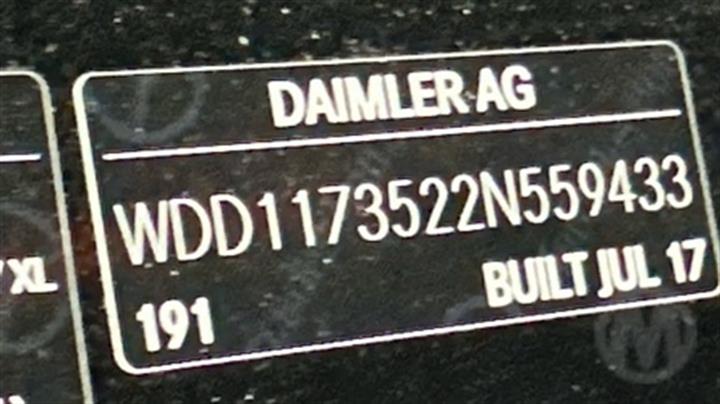 DAIMLER AG
WDD1173522N559433
191
BUILT JUL 17
XL